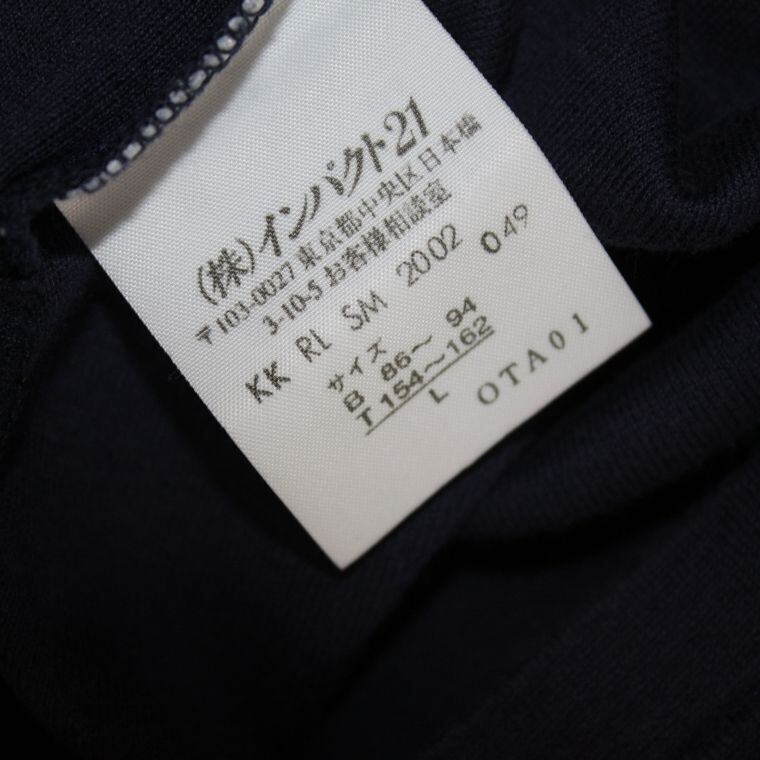 (株)インパクト21
〒103-0027 東京都中央区日本橋
3-10-5 お客様相談室
KK RL SM 2002 049
サイズ
B 86〜 94
T 154〜162
L
OTA01